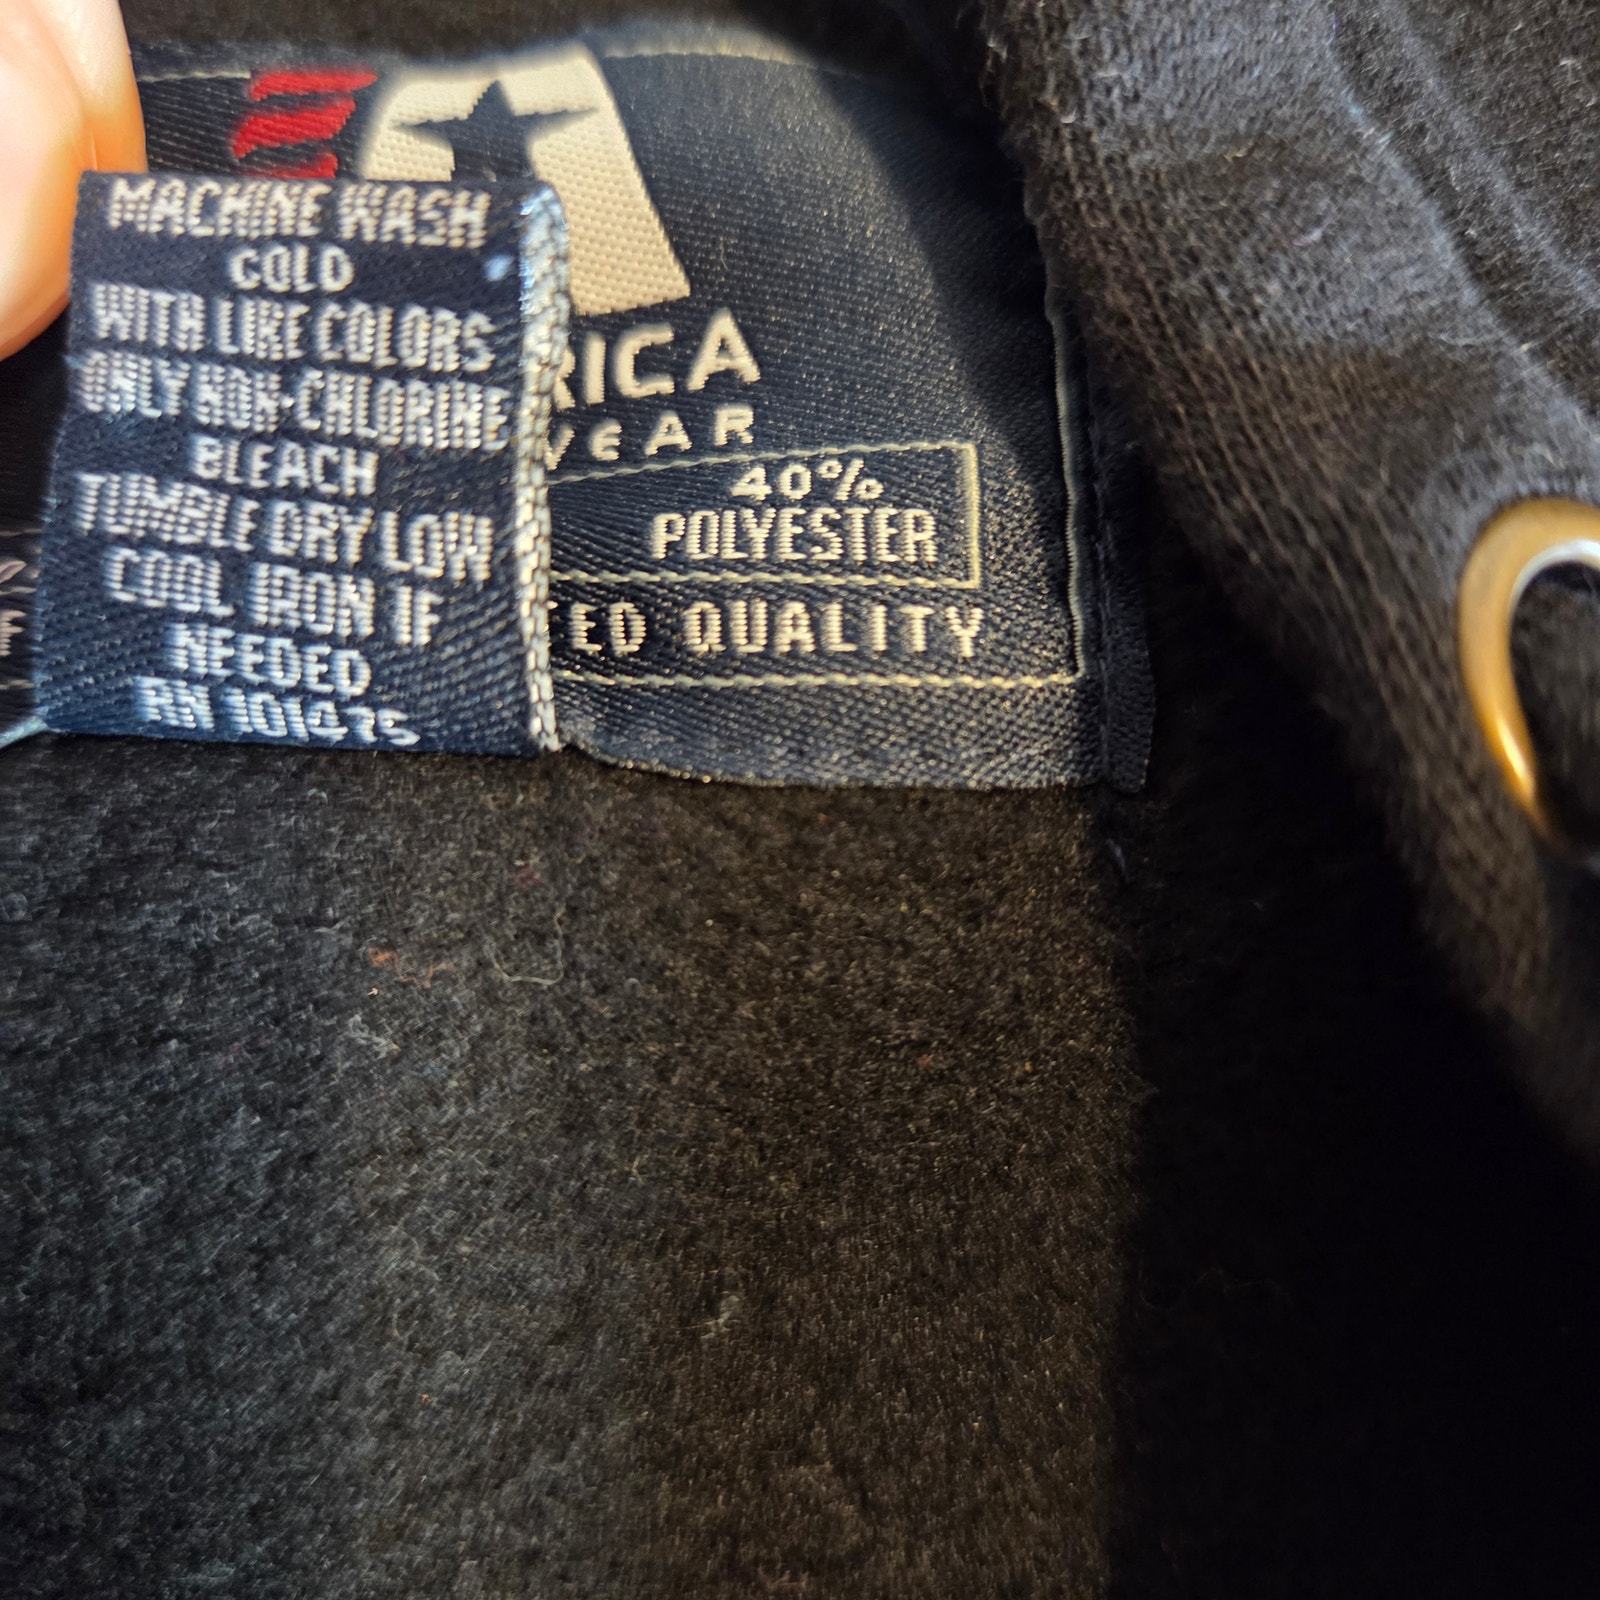 MACHINE WASH
COLD
WITH LIKE COLORS
ONLY NON-CHLORINE
BLEACH
TUMBLE DRY LOW
COOL IRON IF
NEEDED
RN 101475
RICA
WEAR
40%
POLYESTER
ED QUALITY